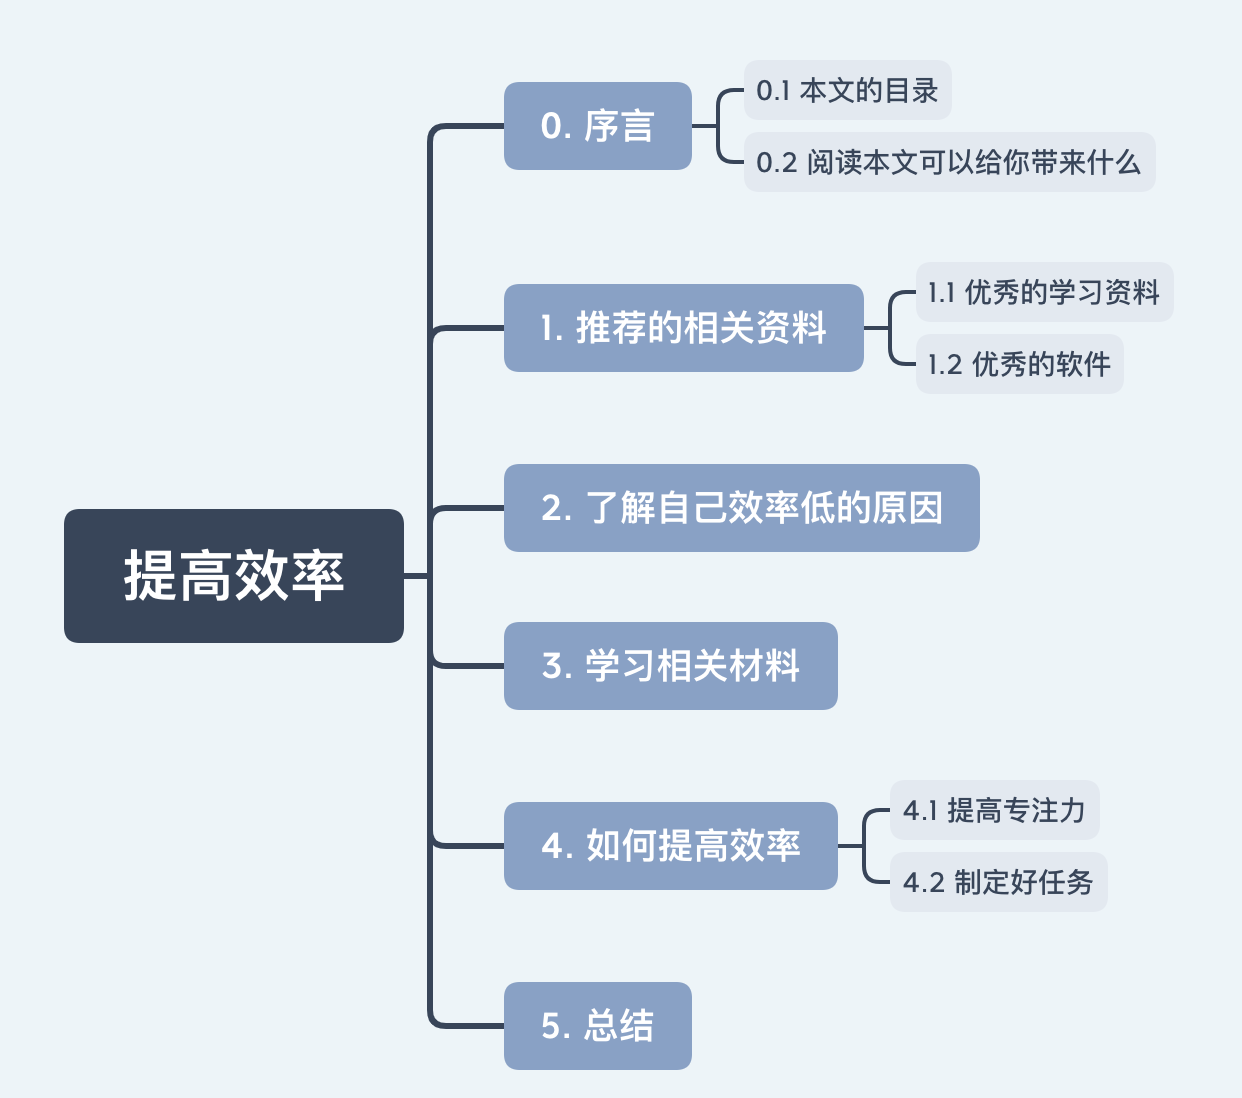 提高效率
0. 序言
0.1 本文的目录
0.2 阅读本文可以给你带来什么
1. 推荐的相关资料
1.1 优秀的学习资料
1.2 优秀的软件
2. 了解自己效率低的原因
3. 学习相关材料
4. 如何提高效率
4.1 提高专注力
4.2 制定好任务
5. 总结